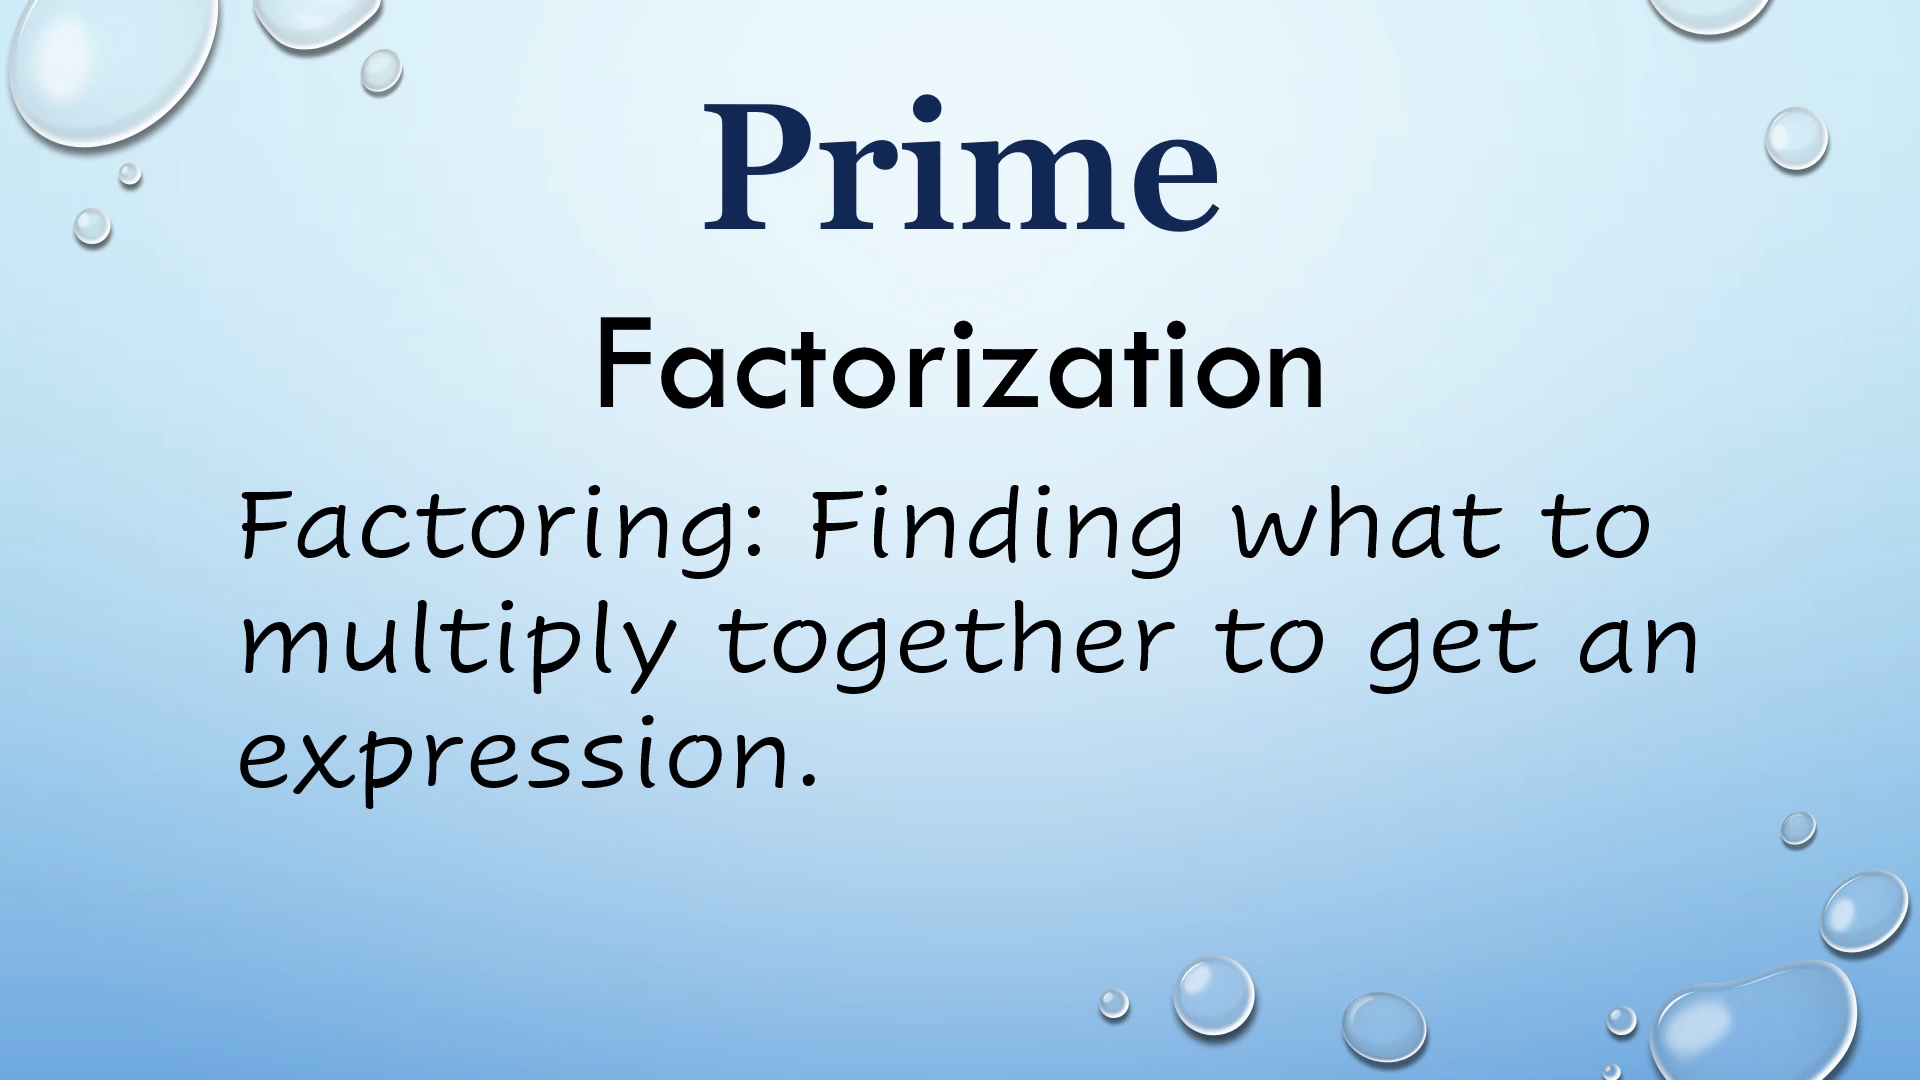 Prime
Factorization
Factoring: Finding what to
multiply together to get an
expression.